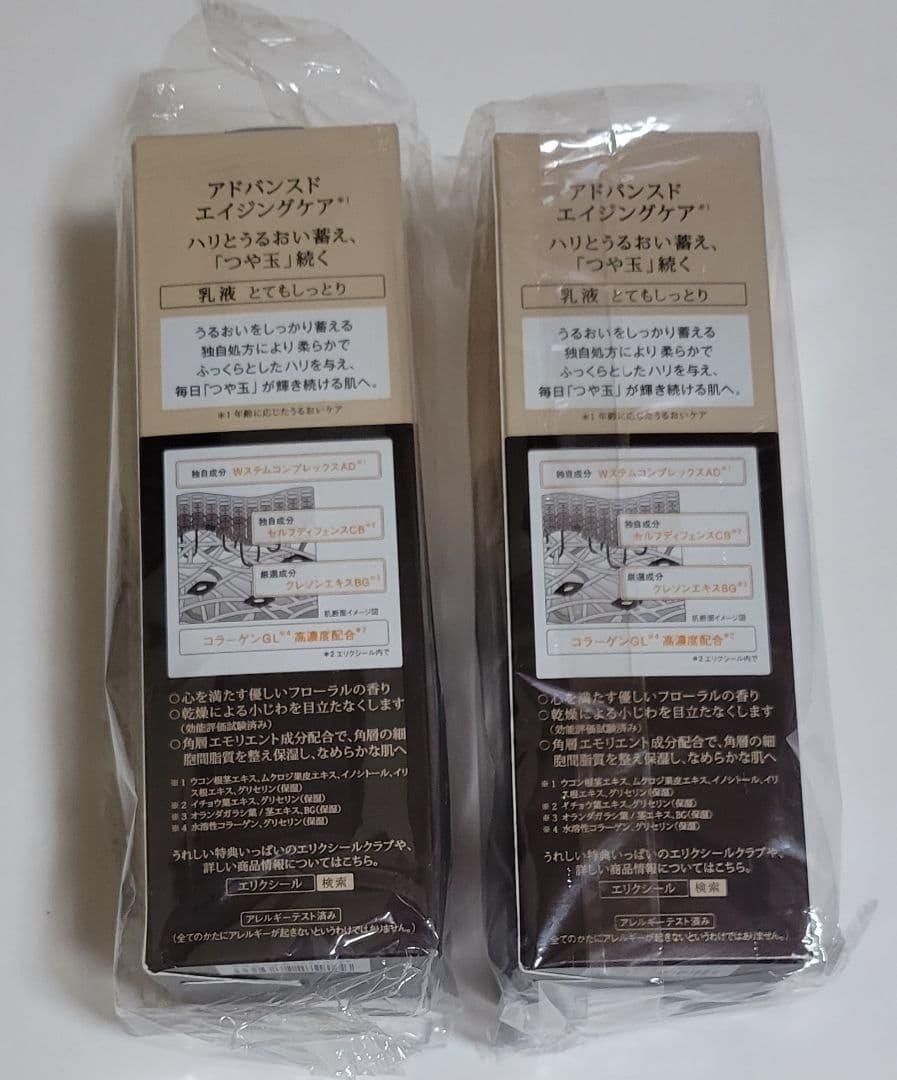 アドバンスド
エイジングケア※1
ハリとうるおい蓄え、
「つや玉」続く
乳液 とてもしっとり
うるおいをしっかり蓄える
独自処方により柔らかで
ふっくらとしたハリを与え、
毎日「つや玉」が輝き続ける肌へ。
※1 年齢に応じたうるおいケア
独自成分 WステムコンプレックスAD※1
独自成分
セルフディフェンスCB※2
厳選成分
クレソンエキスBG※3
肌断面イメージ図
コラーゲンGL※4 高濃度配合※2
※2 エリクシール内で
○心を満たす優しいフローラルの香り
○乾燥による小じわを目立たなくします
（効能評価試験済み）
○角層エモリエント成分配合で、角層の細
胞間脂質を整え保湿し、なめらかな肌へ
※1 ウコン根茎エキス、ムクロジ果皮エキス、イノシトール、イリ
ス根エキス、グリセリン（保湿）
※2 イチョウ葉エキス、グリセリン（保湿）
※3 オランダガラシ葉/茎エキス、BG（保湿）
※4 水溶性コラーゲン、グリセリン（保湿）
うれしい特典いっぱいのエリクシールクラブや、
詳しい商品情報についてはこちら。
エリクシール 検索
アレルギーテスト済み
（全てのかたにアレルギーが起きないというわけではありません。）
アドバンスド
エイジングケア※1
ハリとうるおい蓄え、
「つや玉」続く
乳液 とてもしっとり
うるおいをしっかり蓄える
独自処方により柔らかで
ふっくらとしたハリを与え、
毎日「つや玉」が輝き続ける肌へ。
※1 年齢に応じたうるおいケア
独自成分 WステムコンプレックスAD※1
独自成分
セルフディフェンスCB※2
厳選成分
クレソンエキスBG※3
肌断面イメージ図
コラーゲンGL※4 高濃度配合※2
※2 エリクシール内で
○心を満たす優しいフローラルの香り
○乾燥による小じわを目立たなくします
（効能評価試験済み）
○角層エモリエント成分配合で、角層の細
胞間脂質を整え保湿し、なめらかな肌へ
※1 ウコン根茎エキス、ムクロジ果皮エキス、イノシトール、イリ
ス根エキス、グリセリン（保湿）
※2 イチョウ葉エキス、グリセリン（保湿）
※3 オランダガラシ葉/茎エキス、BG（保湿）
※4 水溶性コラーゲン、グリセリン（保湿）
うれしい特典いっぱいのエリクシールクラブや、
詳しい商品情報についてはこちら。
エリクシール 検索
アレルギーテスト済み
（全てのかたにアレルギーが起きないというわけではありません。）